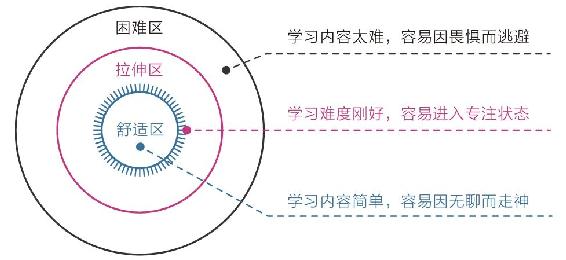 困难区
学习内容太难，容易因畏惧而逃避
拉伸区
学习难度刚好，容易进入专注状态
舒适区
学习内容简单，容易因无聊而走神